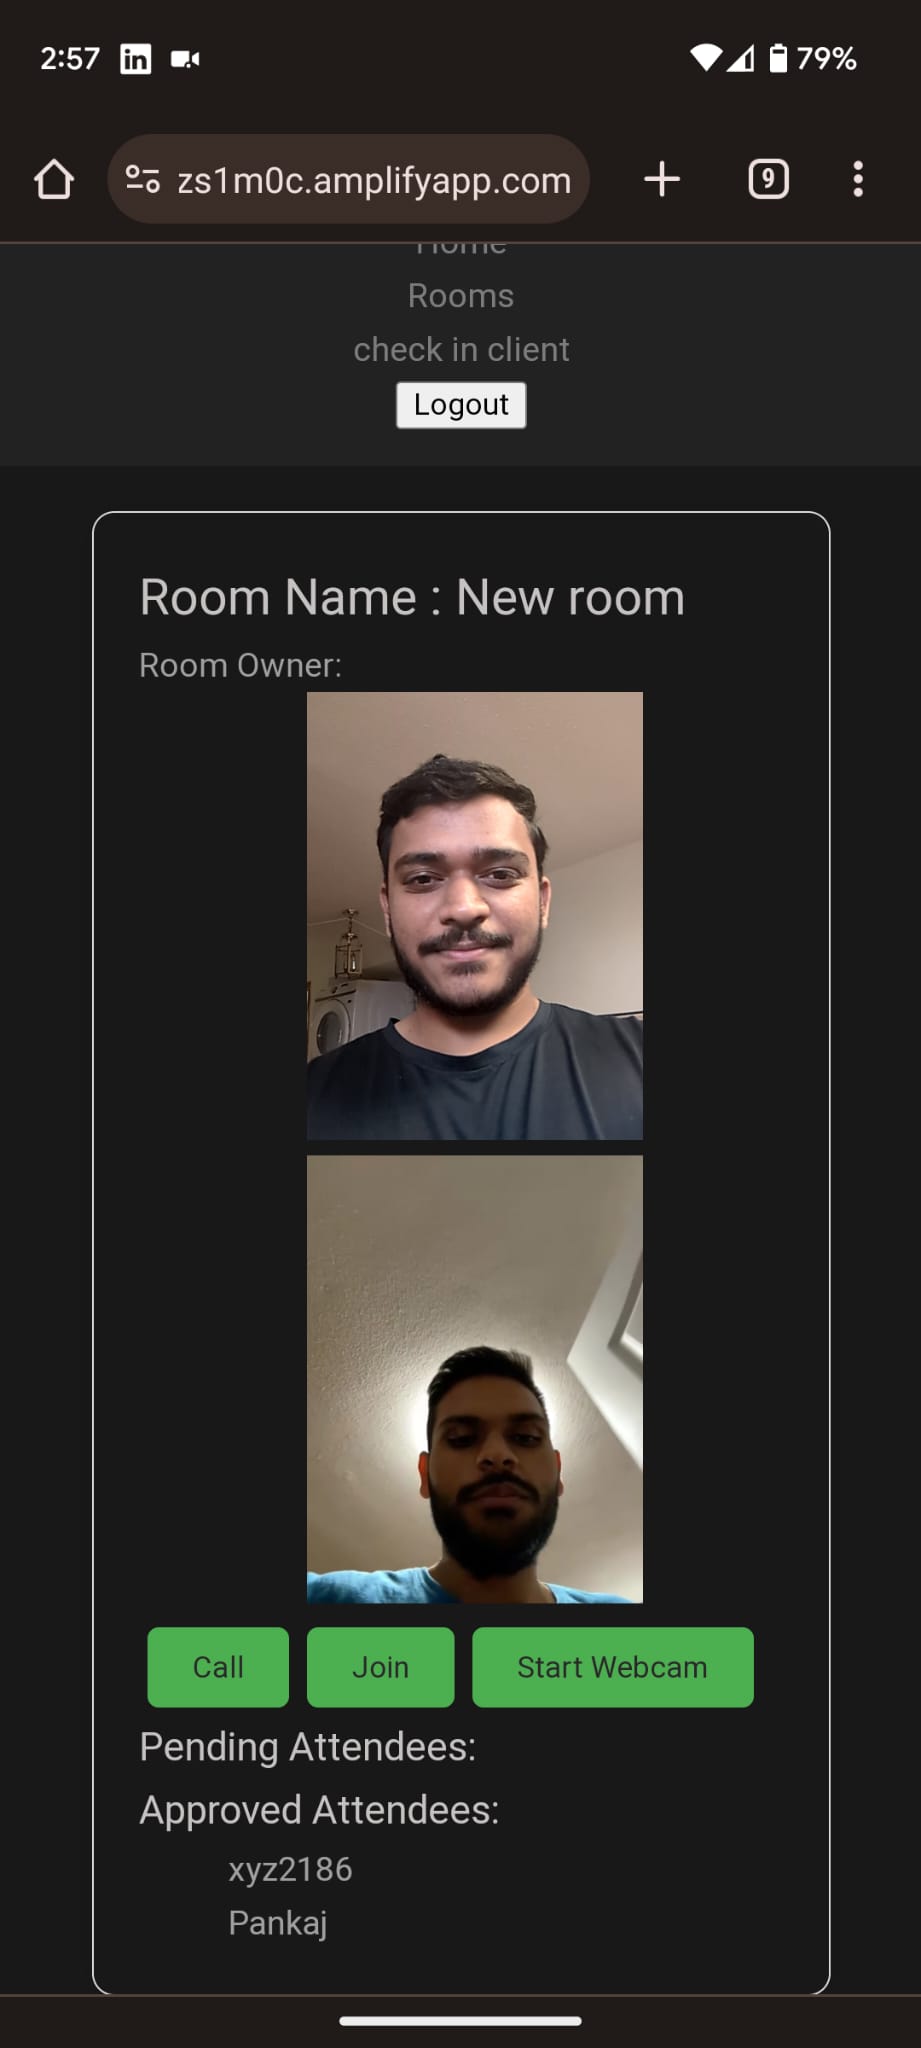 2:57 in 79%
zs1m0c.amplifyapp.com 9
Home
Rooms
check in client
Logout
Room Name : New room
Room Owner:
Call Join Start Webcam
Pending Attendees:
Approved Attendees:
xyz2186
Pankaj